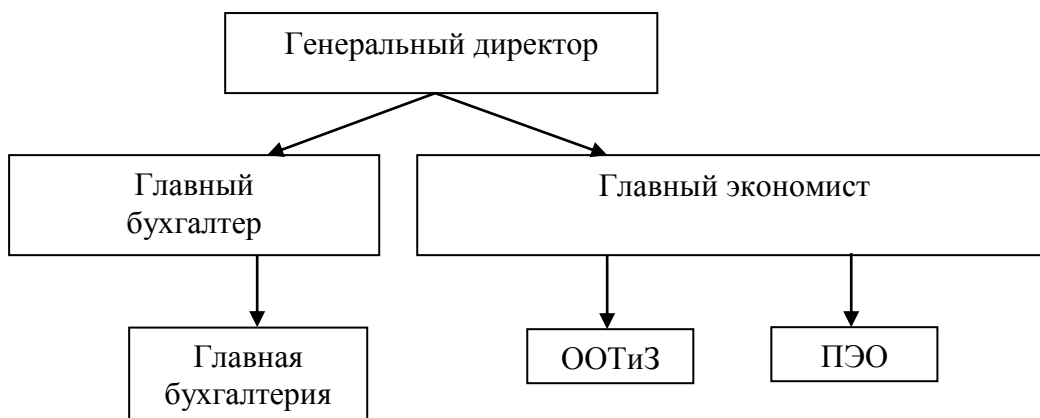 Генеральный директор
Главный
бухгалтер
Главный экономист
Главная
бухгалтерия
ООТиЗ
ПЭО